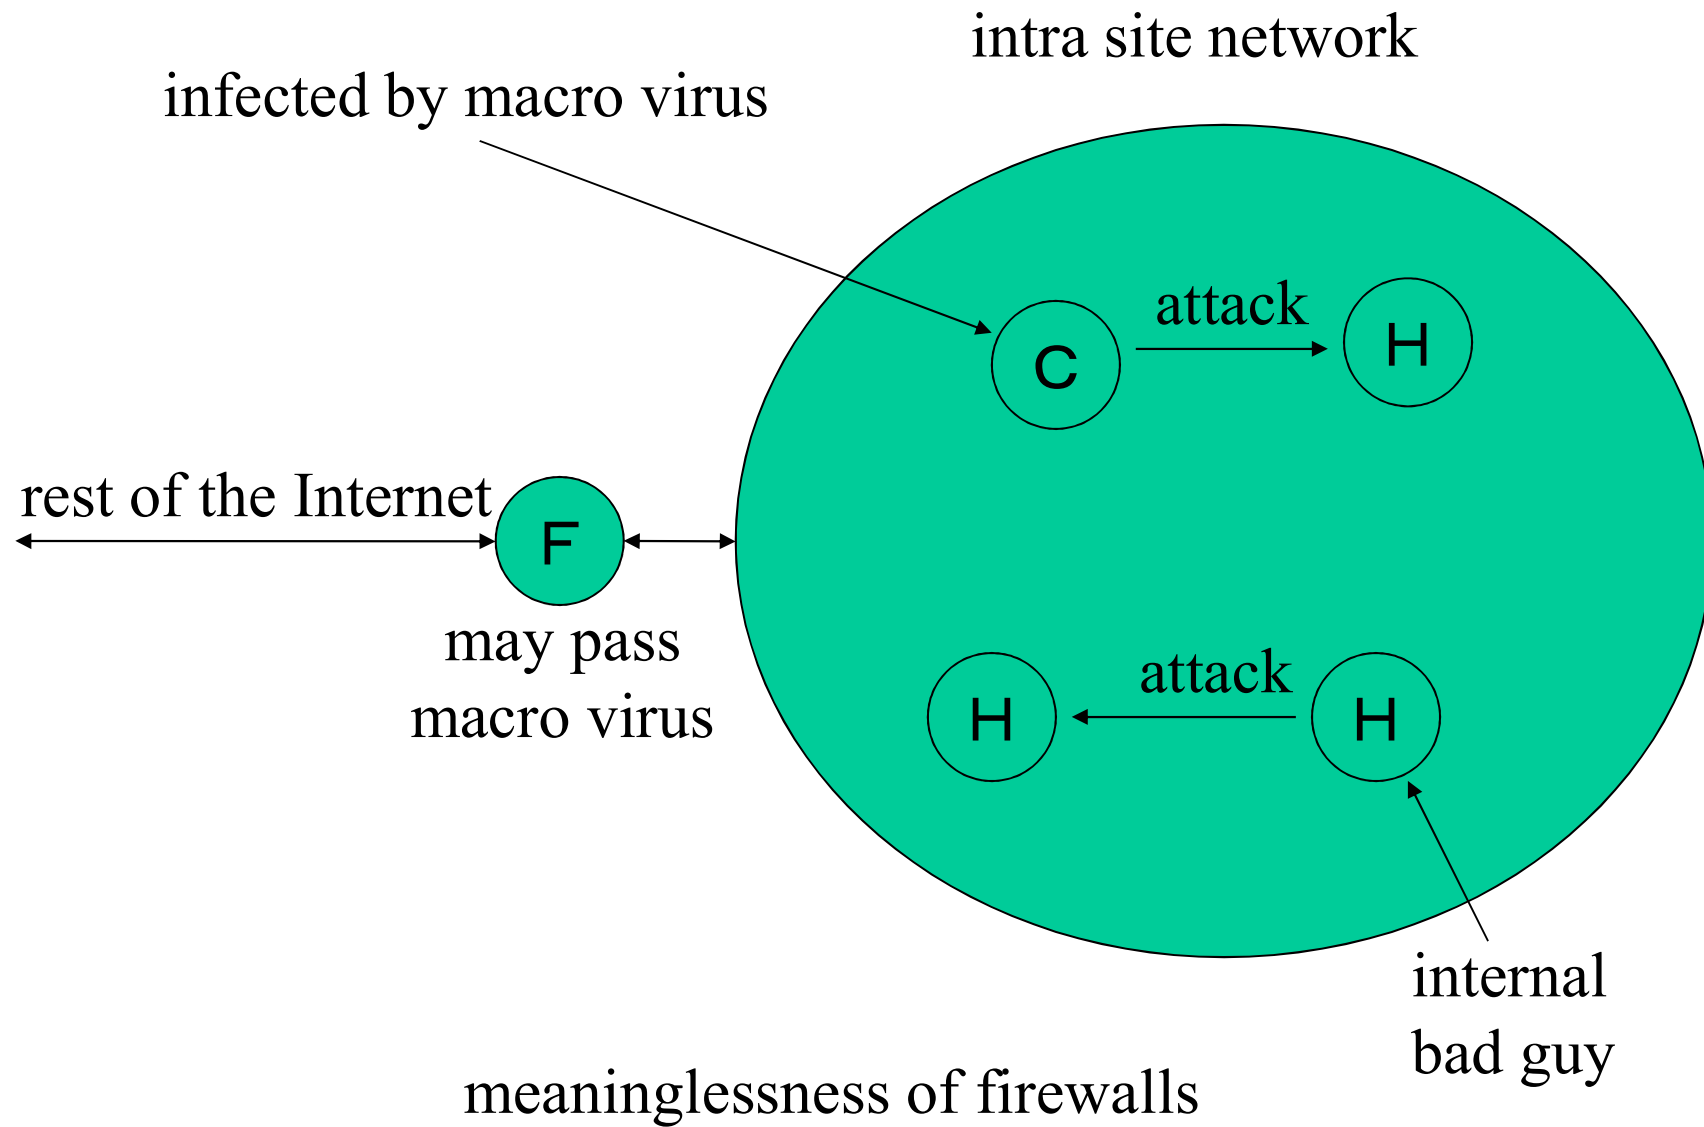 intra site network
infected by macro virus
attack
H
C
rest of the Internet
F
may pass
macro virus
attack
H
H
internal
bad guy
meaninglessness of firewalls